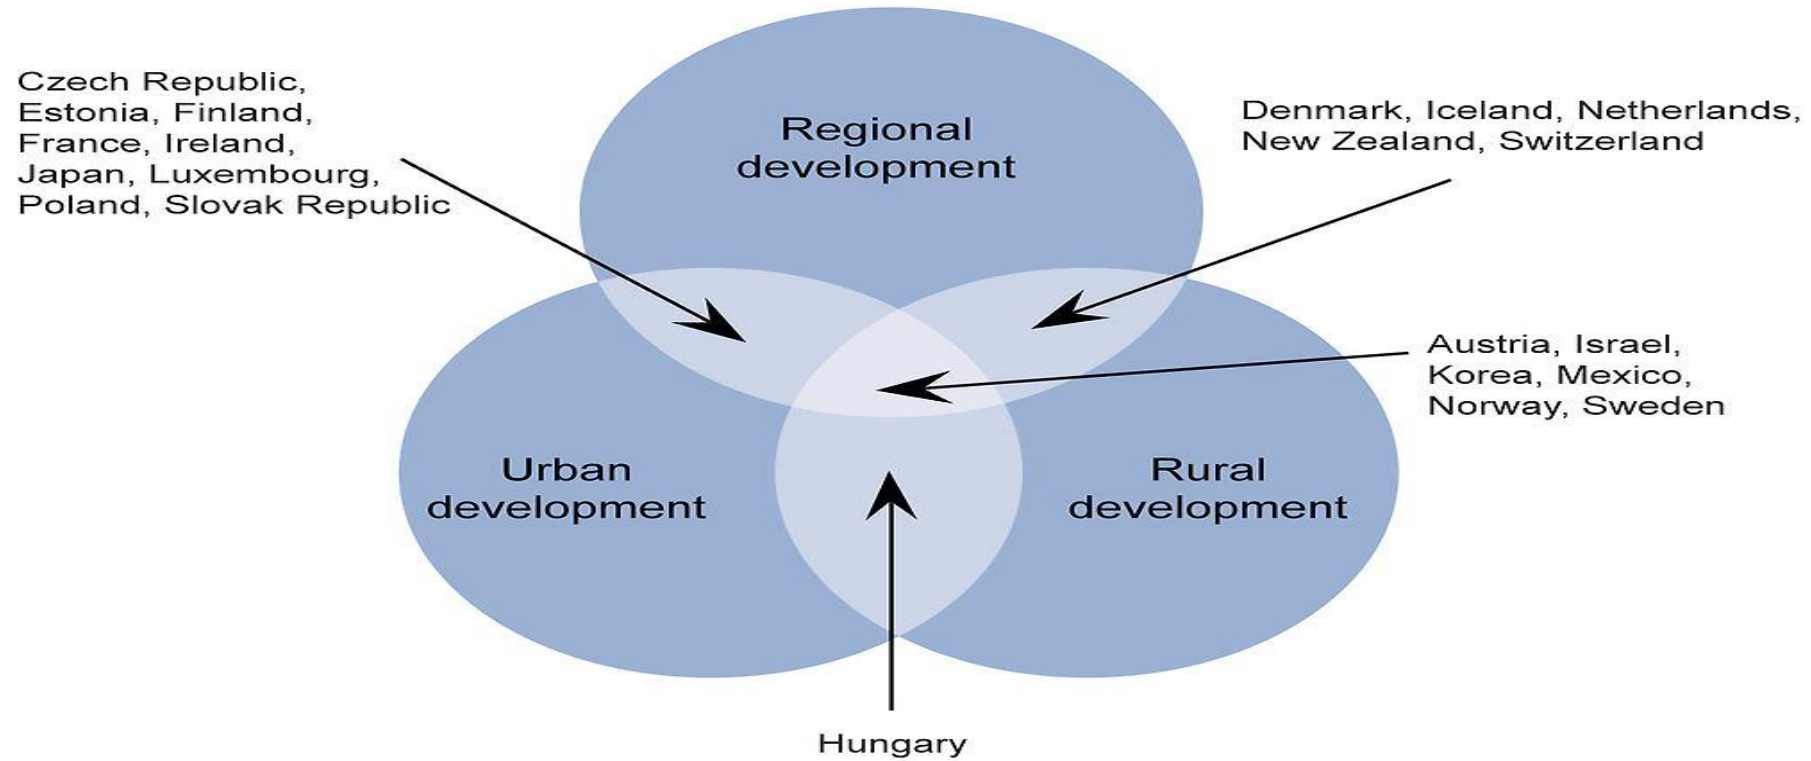 Czech Republic,
Estonia, Finland,
France, Ireland,
Japan, Luxembourg,
Poland, Slovak Republic
Regional
development
Denmark, Iceland, Netherlands,
New Zealand, Switzerland
Austria, Israel,
Korea, Mexico,
Norway, Sweden
Urban
development
Rural
development
Hungary